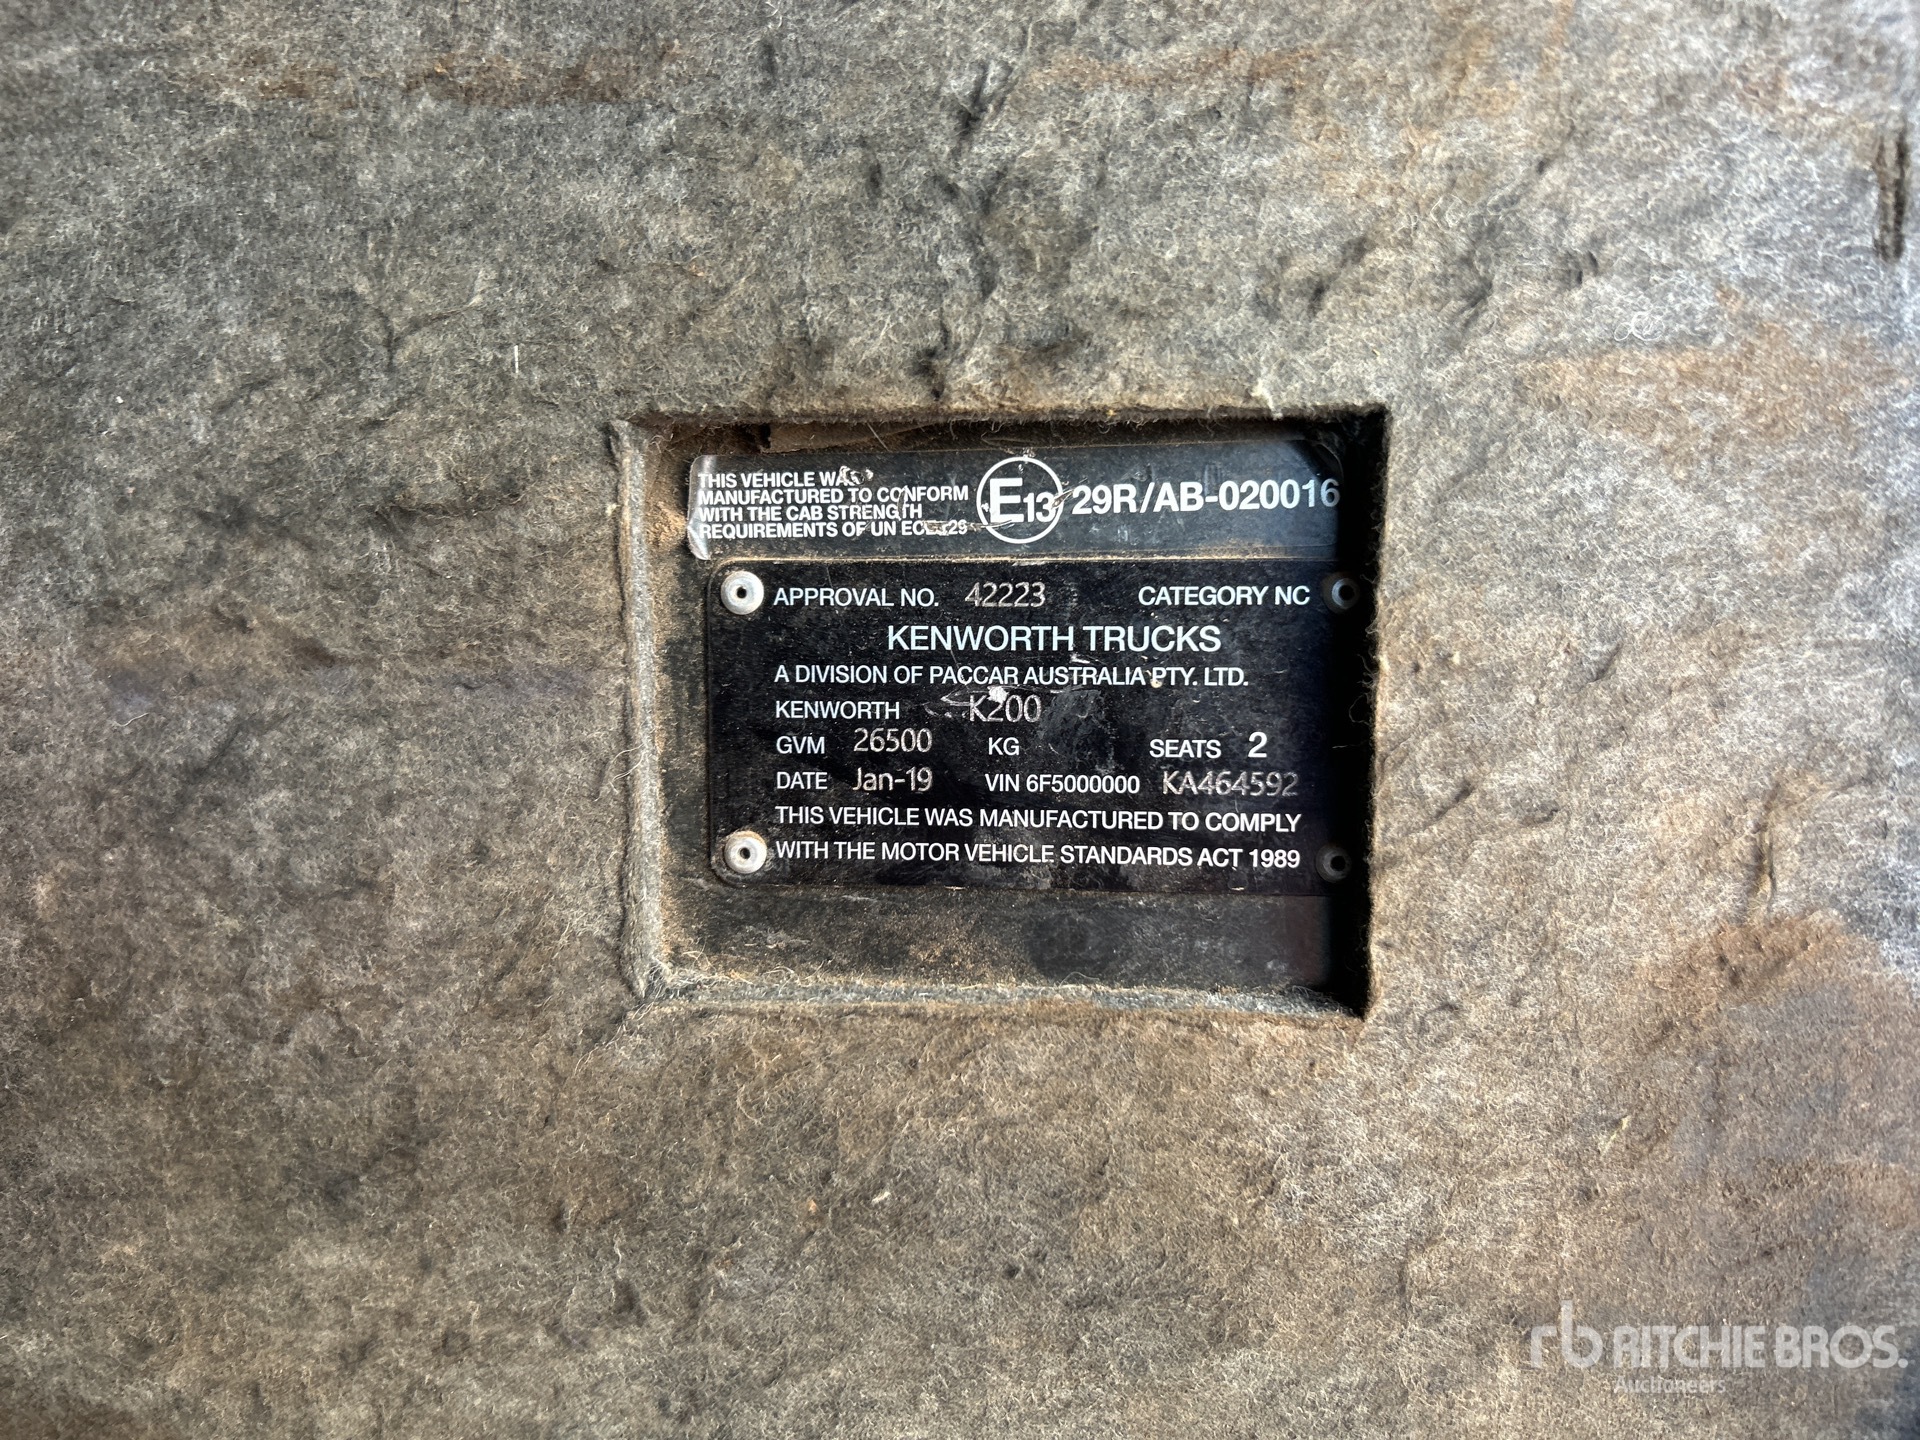 THIS VEHICLE WAS
MANUFACTURED TO CONFORM
WITH THE CAB STRENGTH
REQUIREMENTS OF UN ECE 29
E13 29R/AB-020016
APPROVAL NO. 42223 CATEGORY NC
KENWORTH TRUCKS
A DIVISION OF PACCAR AUSTRALIA PTY. LTD.
KENWORTH K200
GVM 26500 KG SEATS 2
DATE Jan-19 VIN 6F5000000 KA464592
THIS VEHICLE WAS MANUFACTURED TO COMPLY
WITH THE MOTOR VEHICLE STANDARDS ACT 1989
rb RITCHIE BROS.
Auctioneers